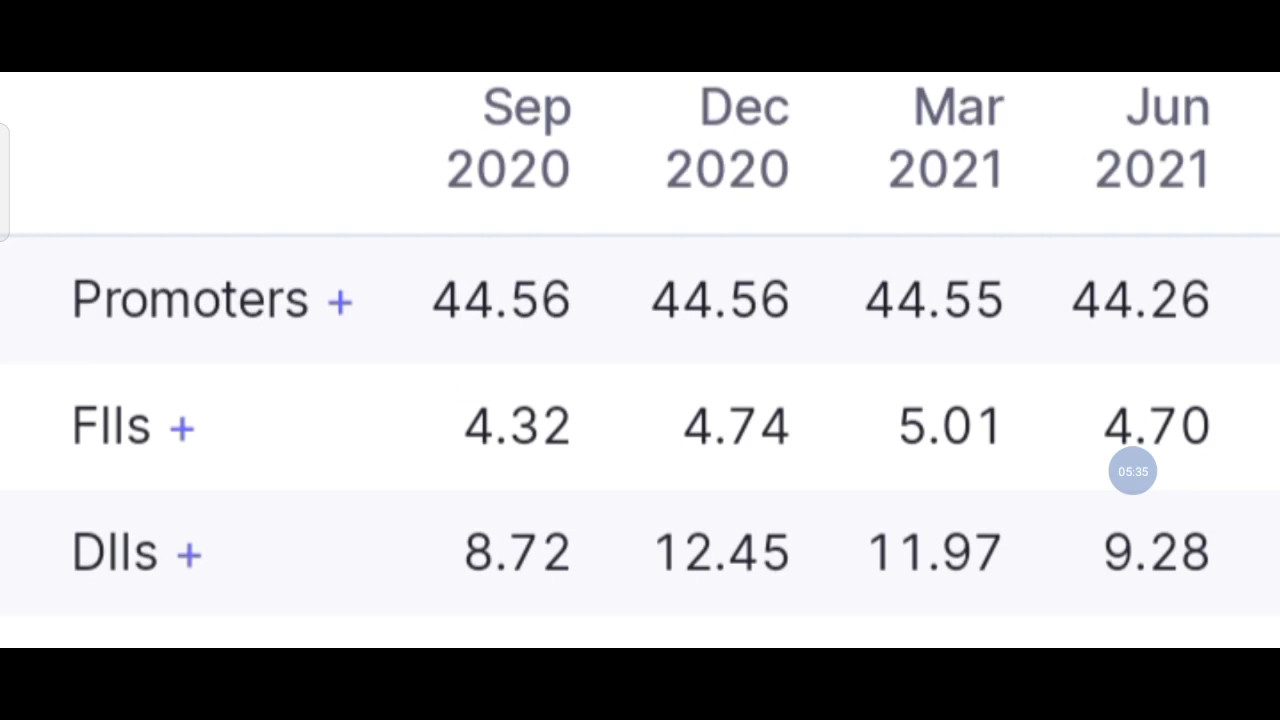 Sep Dec Mar Jun
2020 2020 2021 2021
Promoters + 44.56 44.56 44.55 44.26
FIIs + 4.32 4.74 5.01 4.70
05:35
DIIs + 8.72 12.45 11.97 9.28